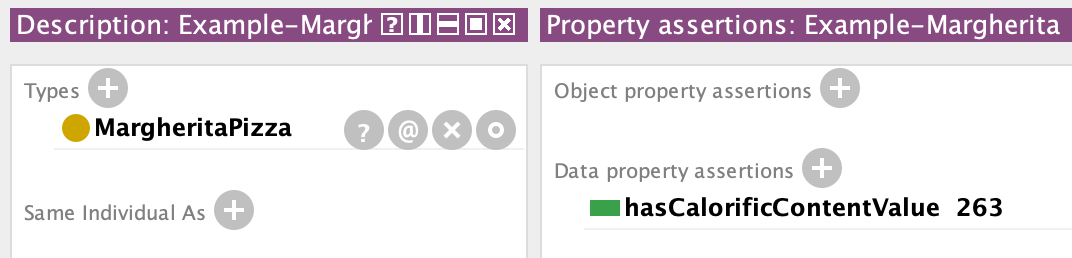 Description: Example-Margh
Types
MargheritaPizza
Same Individual As
Property assertions: Example-Margherita
Object property assertions
Data property assertions
hasCalorificContentValue 263